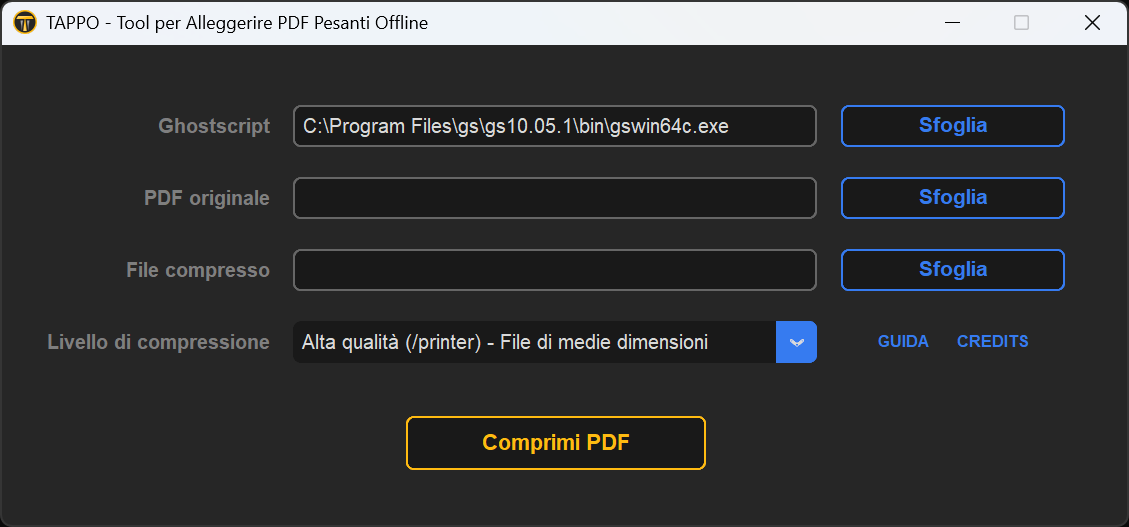 TAPPO - Tool per Alleggerire PDF Pesanti Offline
Ghostscript C:\Program Files\gs\gs10.05.1\bin\gswin64c.exe Sfoglia
PDF originale Sfoglia
File compresso Sfoglia
Livello di compressione Alta qualità (/printer) - File di medie dimensioni GUIDA CREDITS
Comprimi PDF